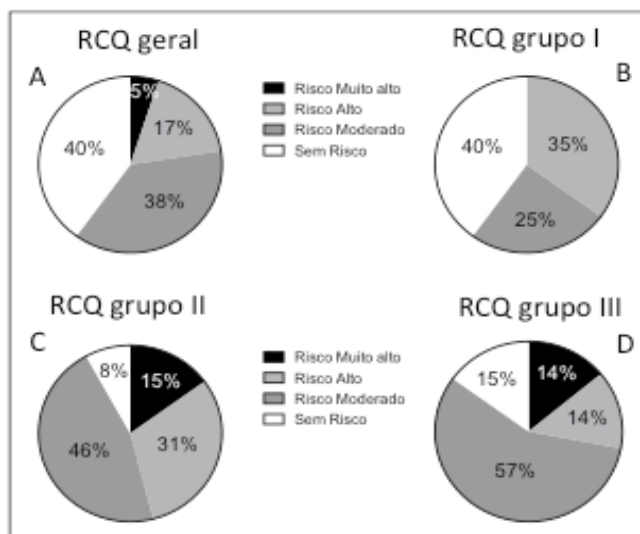 RCQ geral
RCQ grupo I
A
B
5%
17%
38%
40%
Risco Muito alto
Risco Alto
Risco Moderado
Sem Risco
35%
25%
40%
RCQ grupo II
RCQ grupo III
C
D
15%
31%
46%
8%
Risco Muito alto
Risco Alto
Risco Moderado
Sem Risco
14%
14%
57%
15%